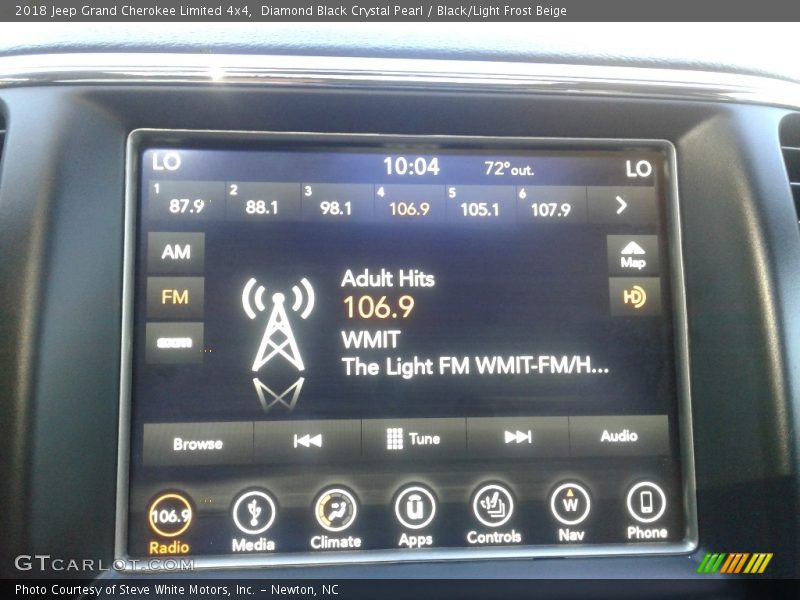 2018 Jeep Grand Cherokee Limited 4x4, Diamond Black Crystal Pearl / Black/Light Frost Beige
LO 10:04 72° out. LO
1 87.9 2 88.1 3 98.1 4 106.9 5 105.1 6 107.9 >
AM
Map
FM
HD
Adult Hits
106.9
WMIT
The Light FM WMIT-FM/H...
Browse Tune Audio
106.9 W
Radio Media Climate Apps Controls Nav Phone
GTCARLOT.COM
Photo Courtesy of Steve White Motors, Inc. – Newton, NC